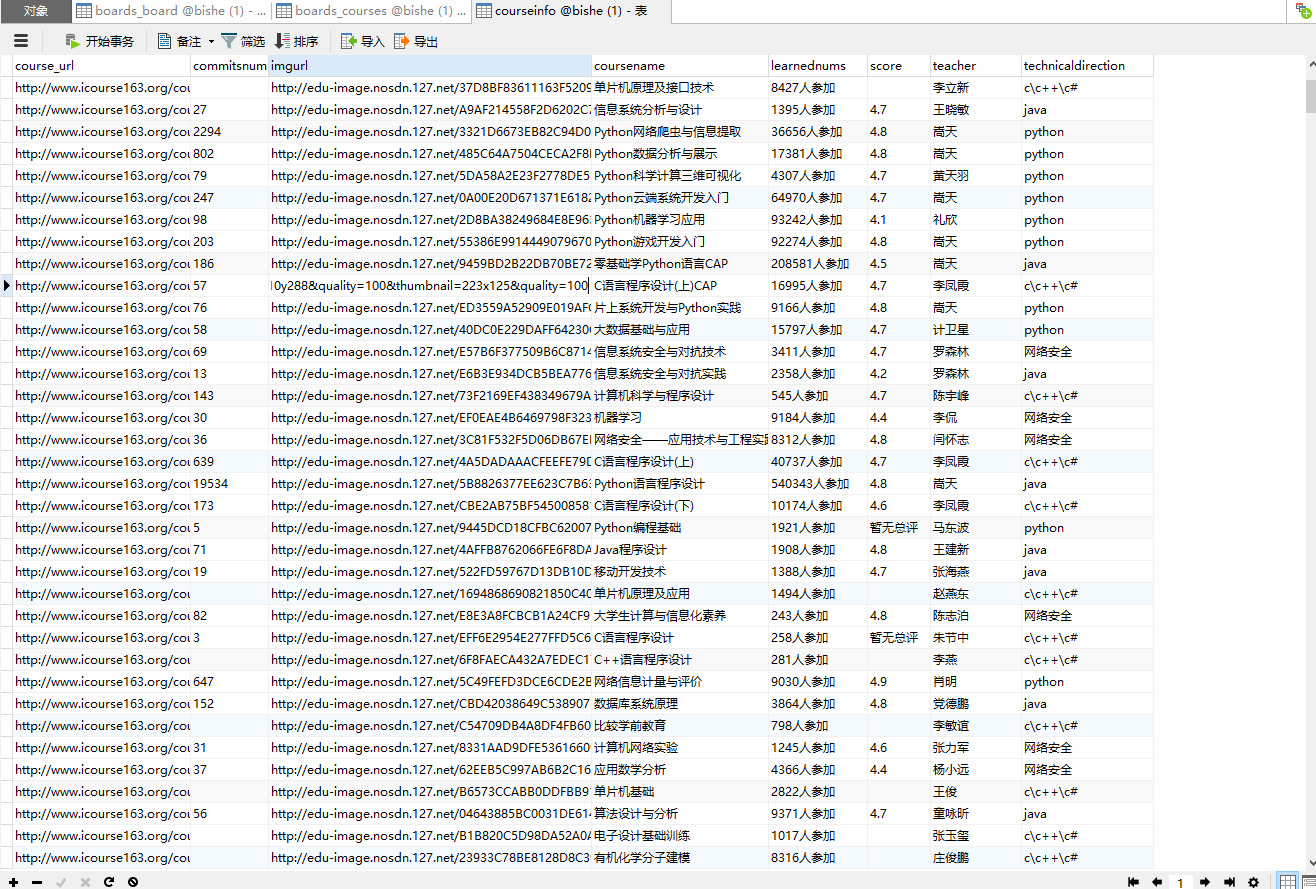 对象 boards_board @bishe (1) - ... boards_courses @bishe (1) ... courseinfo @bishe (1) - 表
开始事务 备注 筛选 排序 导入 导出
course_url commitsnum imgurl coursename learnednums score teacher technicaldirection
http://www.icourse163.org/cou http://edu-image.nosdn.127.net/37D8BF83611163F5209 单片机原理及接口技术 8427人参加 李立新 c\c++\c#
http://www.icourse163.org/cou 27 http://edu-image.nosdn.127.net/A9AF214558F2D6202C7 信息系统分析与设计 1395人参加 4.7 王晓敏 java
http://www.icourse163.org/cou 2294 http://edu-image.nosdn.127.net/3321D6673EB82C94D0 Python网络爬虫与信息提取 36656人参加 4.8 嵩天 python
http://www.icourse163.org/cou 802 http://edu-image.nosdn.127.net/485C64A7504CECA2F8 Python数据分析与展示 17381人参加 4.8 嵩天 python
http://www.icourse163.org/cou 79 http://edu-image.nosdn.127.net/5DA58A2E23F2778DE5 Python科学计算三维可视化 4307人参加 4.7 黄天羽 python
http://www.icourse163.org/cou 247 http://edu-image.nosdn.127.net/0A00E20D671371E6182 Python云端系统开发入门 64970人参加 4.7 嵩天 python
http://www.icourse163.org/cou 98 http://edu-image.nosdn.127.net/2D8BA38249684E8E963 Python机器学习应用 93242人参加 4.1 礼欣 python
http://www.icourse163.org/cou 203 http://edu-image.nosdn.127.net/55386E9914449079670 Python游戏开发入门 92274人参加 4.8 嵩天 python
http://www.icourse163.org/cou 186 http://edu-image.nosdn.127.net/9459BD2B22DB70BE72 零基础学Python语言CAP 208581人参加 4.5 嵩天 java
http://www.icourse163.org/cou 57 l0y288&quality=100&thumbnail=223x125&quality=100 C语言程序设计(上)CAP 16995人参加 4.7 李凤霞 c\c++\c#
http://www.icourse163.org/cou 76 http://edu-image.nosdn.127.net/ED3559A52909E019AF 片上系统开发与Python实践 9166人参加 4.8 嵩天 python
http://www.icourse163.org/cou 58 http://edu-image.nosdn.127.net/40DC0E229DAFF64230 大数据基础与应用 15797人参加 4.7 计卫星 python
http://www.icourse163.org/cou 69 http://edu-image.nosdn.127.net/E57B6F377509B6C8714 信息系统安全与对抗技术 3411人参加 4.7 罗森林 网络安全
http://www.icourse163.org/cou 13 http://edu-image.nosdn.127.net/E6B3E934DCB5BEA776 信息系统安全与对抗实践 2358人参加 4.2 罗森林 java
http://www.icourse163.org/cou 143 http://edu-image.nosdn.127.net/73F2169EF438349679A 计算机科学与程序设计 545人参加 4.7 陈宇峰 c\c++\c#
http://www.icourse163.org/cou 30 http://edu-image.nosdn.127.net/EF0EAE4B6469798F323 机器学习 9184人参加 4.4 李侃 网络安全
http://www.icourse163.org/cou 36 http://edu-image.nosdn.127.net/3C81F532F5D06DB67E 网络安全——应用技术与工程实践 8312人参加 4.8 闫怀志 网络安全
http://www.icourse163.org/cou 639 http://edu-image.nosdn.127.net/4A5DADAAACFEEFE79D C语言程序设计(上) 40737人参加 4.7 李凤霞 c\c++\c#
http://www.icourse163.org/cou 19534 http://edu-image.nosdn.127.net/5B8826377EE623C7B63 Python语言程序设计 540343人参加 4.8 嵩天 java
http://www.icourse163.org/cou 173 http://edu-image.nosdn.127.net/CBE2AB75BF54500858 C语言程序设计(下) 10174人参加 4.6 李凤霞 c\c++\c#
http://www.icourse163.org/cou 5 http://edu-image.nosdn.127.net/9445DCD18CFBC62007 Python编程基础 1921人参加 暂无总评 马东波 python
http://www.icourse163.org/cou 71 http://edu-image.nosdn.127.net/4AFFB8762066FE6F8DA Java程序设计 1908人参加 4.8 王建新 java
http://www.icourse163.org/cou 19 http://edu-image.nosdn.127.net/522FD59767D13DB10D 移动开发技术 1388人参加 4.7 张海燕 java
http://www.icourse163.org/cou http://edu-image.nosdn.127.net/1694868690821850C40 单片机原理及应用 1494人参加 赵燕东 c\c++\c#
http://www.icourse163.org/cou 82 http://edu-image.nosdn.127.net/E8E3A8FCBCB1A24CF9 大学生计算与信息化素养 243人参加 4.8 陈志泊 网络安全
http://www.icourse163.org/cou 3 http://edu-image.nosdn.127.net/EFF6E2954E277FFD5C6 C语言程序设计 258人参加 暂无总评 朱节中 c\c++\c#
http://www.icourse163.org/cou http://edu-image.nosdn.127.net/6F8FAECA432A7EDEC1 C++语言程序设计 281人参加 李燕 c\c++\c#
http://www.icourse163.org/cou 647 http://edu-image.nosdn.127.net/5C49FEFD3DCE6CDE2B 网络信息计量与评价 9030人参加 4.9 肖明 python
http://www.icourse163.org/cou 152 http://edu-image.nosdn.127.net/CBD42038649C538907 数据库系统原理 3864人参加 4.8 党德鹏 java
http://www.icourse163.org/cou http://edu-image.nosdn.127.net/C54709DB4A8DF4FB60 比较学前教育 798人参加 李敏谊 c\c++\c#
http://www.icourse163.org/cou 31 http://edu-image.nosdn.127.net/8331AAD9DFE5361660 计算机网络实验 1245人参加 4.6 张力军 网络安全
http://www.icourse163.org/cou 37 http://edu-image.nosdn.127.net/62EEB5C997AB6B2C16 应用数学分析 4366人参加 4.4 杨小远 网络安全
http://www.icourse163.org/cou http://edu-image.nosdn.127.net/B6573CCABB0DDFBB9 单片机基础 2822人参加 王俊 c\c++\c#
http://www.icourse163.org/cou 56 http://edu-image.nosdn.127.net/04643885BC0031DE614 算法设计与分析 9371人参加 4.7 童咏昕 java
http://www.icourse163.org/cou http://edu-image.nosdn.127.net/B1B820C5D98DA52A0A 电子设计基础训练 1017人参加 张玉玺 c\c++\c#
http://www.icourse163.org/cou http://edu-image.nosdn.127.net/23933C78BE8128D8C3 有机化学分子建模 8316人参加 庄俊鹏 c\c++\c#
1